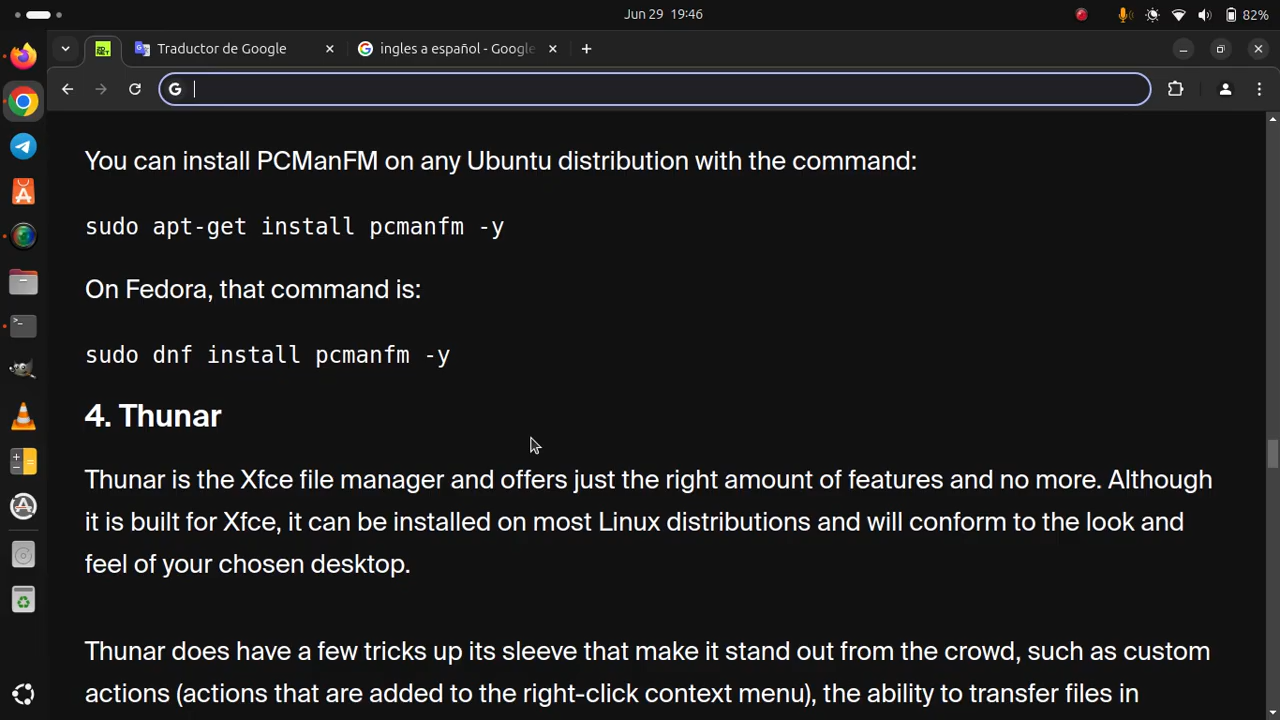 Jun 29 19:46
82%
Traducteur de Google
ingles a español - Google
You can install PCManFM on any Ubuntu distribution with the command:
sudo apt-get install pcmanfm -y
On Fedora, that command is:
sudo dnf install pcmanfm -y
4. Thunar
Thunar is the Xfce file manager and offers just the right amount of features and no more. Although
it is built for Xfce, it can be installed on most Linux distributions and will conform to the look and
feel of your chosen desktop.
Thunar does have a few tricks up its sleeve that make it stand out from the crowd, such as custom
actions (actions that are added to the right-click context menu), the ability to transfer files in